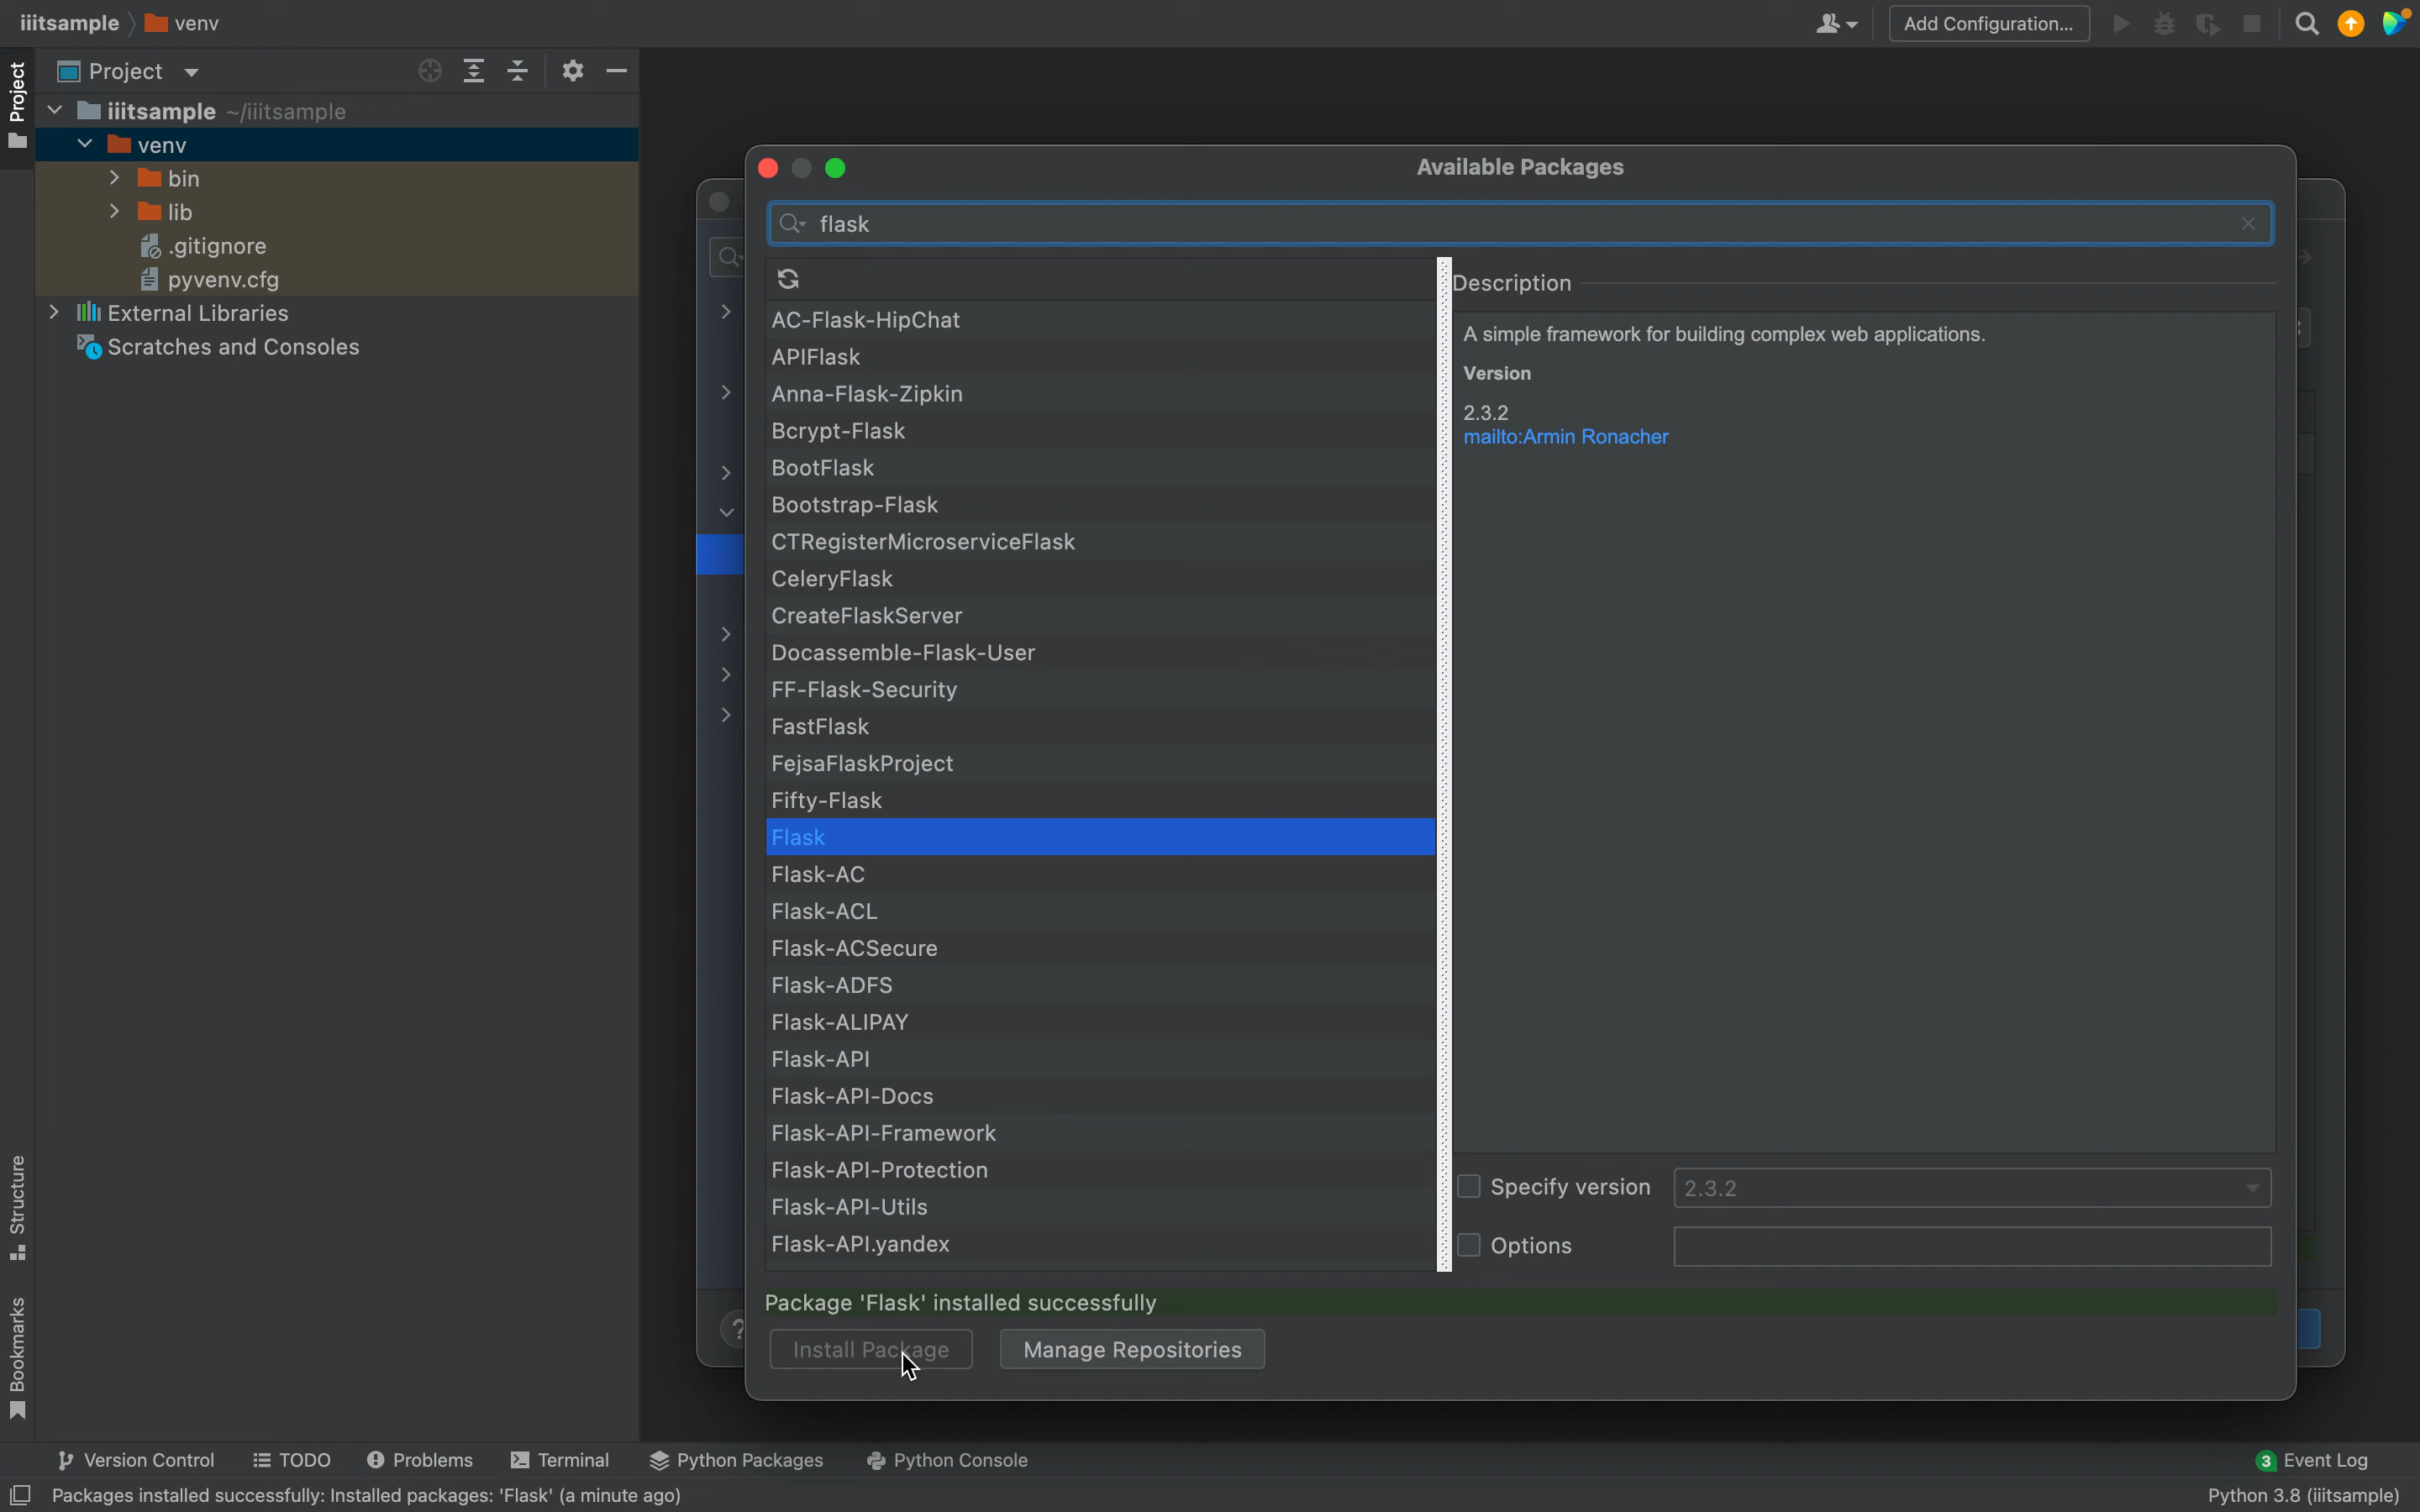 iiitsample venv
Add Configuration...
Project
Project
iiitsample ~/iiitsample
venv
bin
lib
.gitignore
pyvenv.cfg
External Libraries
Scratches and Consoles
Available Packages
flask
AC-Flask-HipChat
APIFlask
Anna-Flask-Zipkin
Bcrypt-Flask
BootFlask
Bootstrap-Flask
CTRegisterMicroserviceFlask
CeleryFlask
CreateFlaskServer
Docassemble-Flask-User
FF-Flask-Security
FastFlask
FejsaFlaskProject
Fifty-Flask
Flask
Flask-AC
Flask-ACL
Flask-ACSecure
Flask-ADFS
Flask-ALIPAY
Flask-API
Flask-API-Docs
Flask-API-Framework
Flask-API-Protection
Flask-API-Utils
Flask-API.yandex
Description
A simple framework for building complex web applications.
Version
2.3.2
mailto:Armin Ronacher
Specify version 2.3.2
Options
Package 'Flask' installed successfully
?
Install Package Manage Repositories
Structure
Bookmarks
Version Control TODO Problems Terminal Python Packages Python Console 3 Event Log
Packages installed successfully: Installed packages: 'Flask' (a minute ago) Python 3.8 (iiitsample)